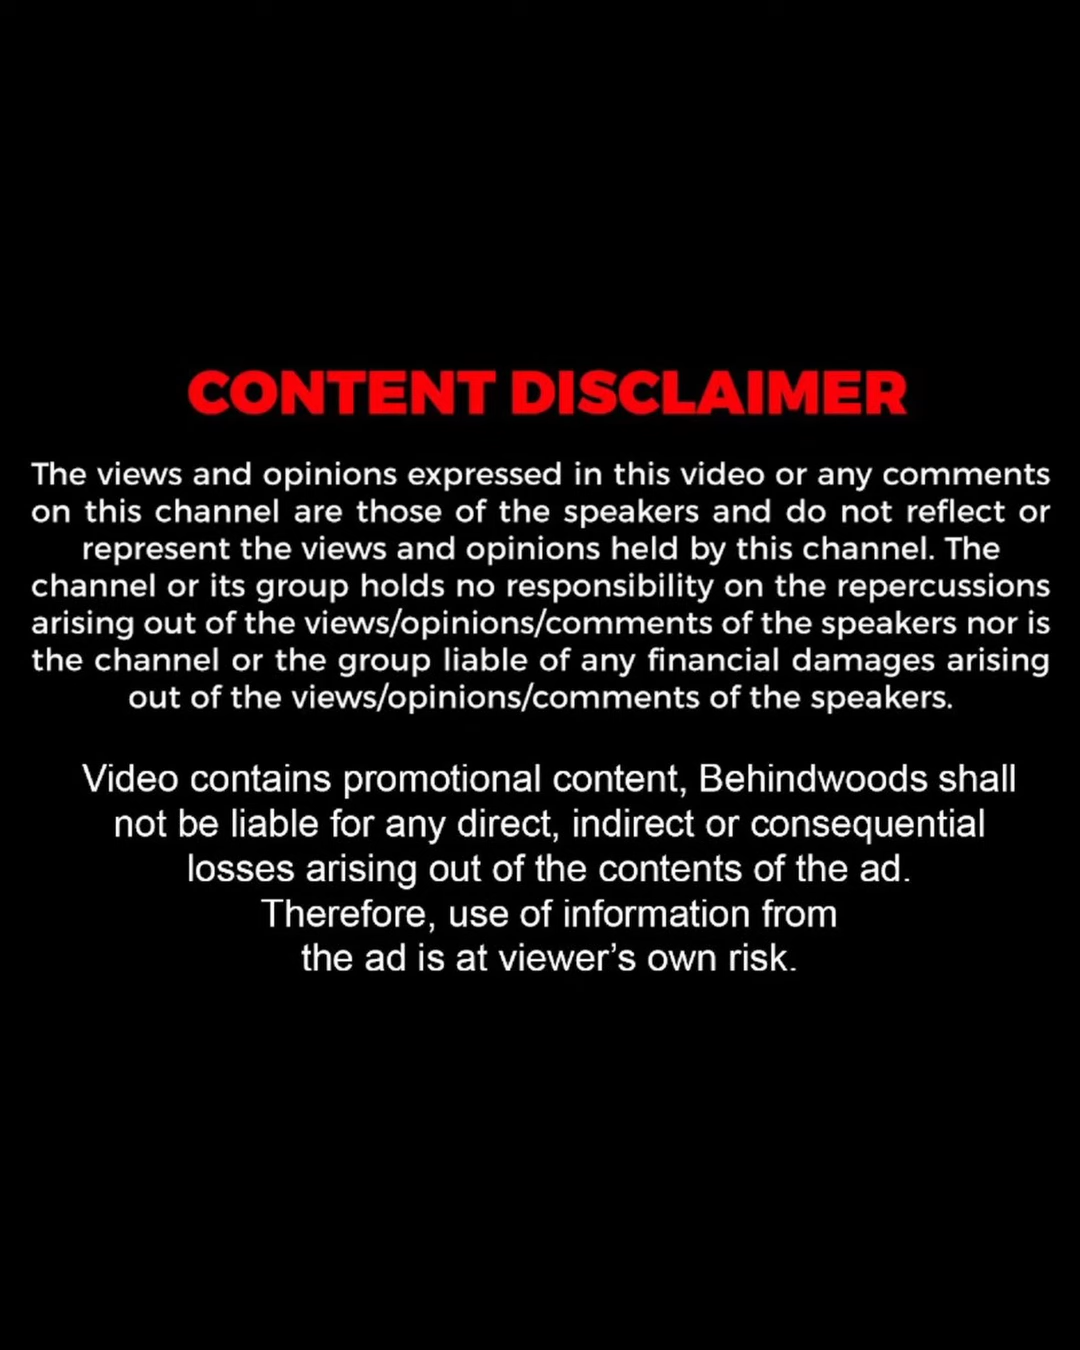 CONTENT DISCLAIMER
The views and opinions expressed in this video or any comments
on this channel are those of the speakers and do not reflect or
represent the views and opinions held by this channel. The
channel or its group holds no responsibility on the repercussions
arising out of the views/opinions/comments of the speakers nor is
the channel or the group liable of any financial damages arising
out of the views/opinions/comments of the speakers.
Video contains promotional content, Behindwoods shall
not be liable for any direct, indirect or consequential
losses arising out of the contents of the ad.
Therefore, use of information from
the ad is at viewer’s own risk.